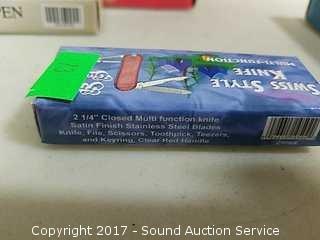 PEN
SWISS STYLE
MULTI-FUNCTION
KNIFE
2 1/4" Closed Multi function knife
Satin Finish Stainless Steel Blades
Knife, File, Scissors, Toothpick, Teezers,
and Keyring, Clear Red Handle
Copyright 2017 - Sound Auction Service